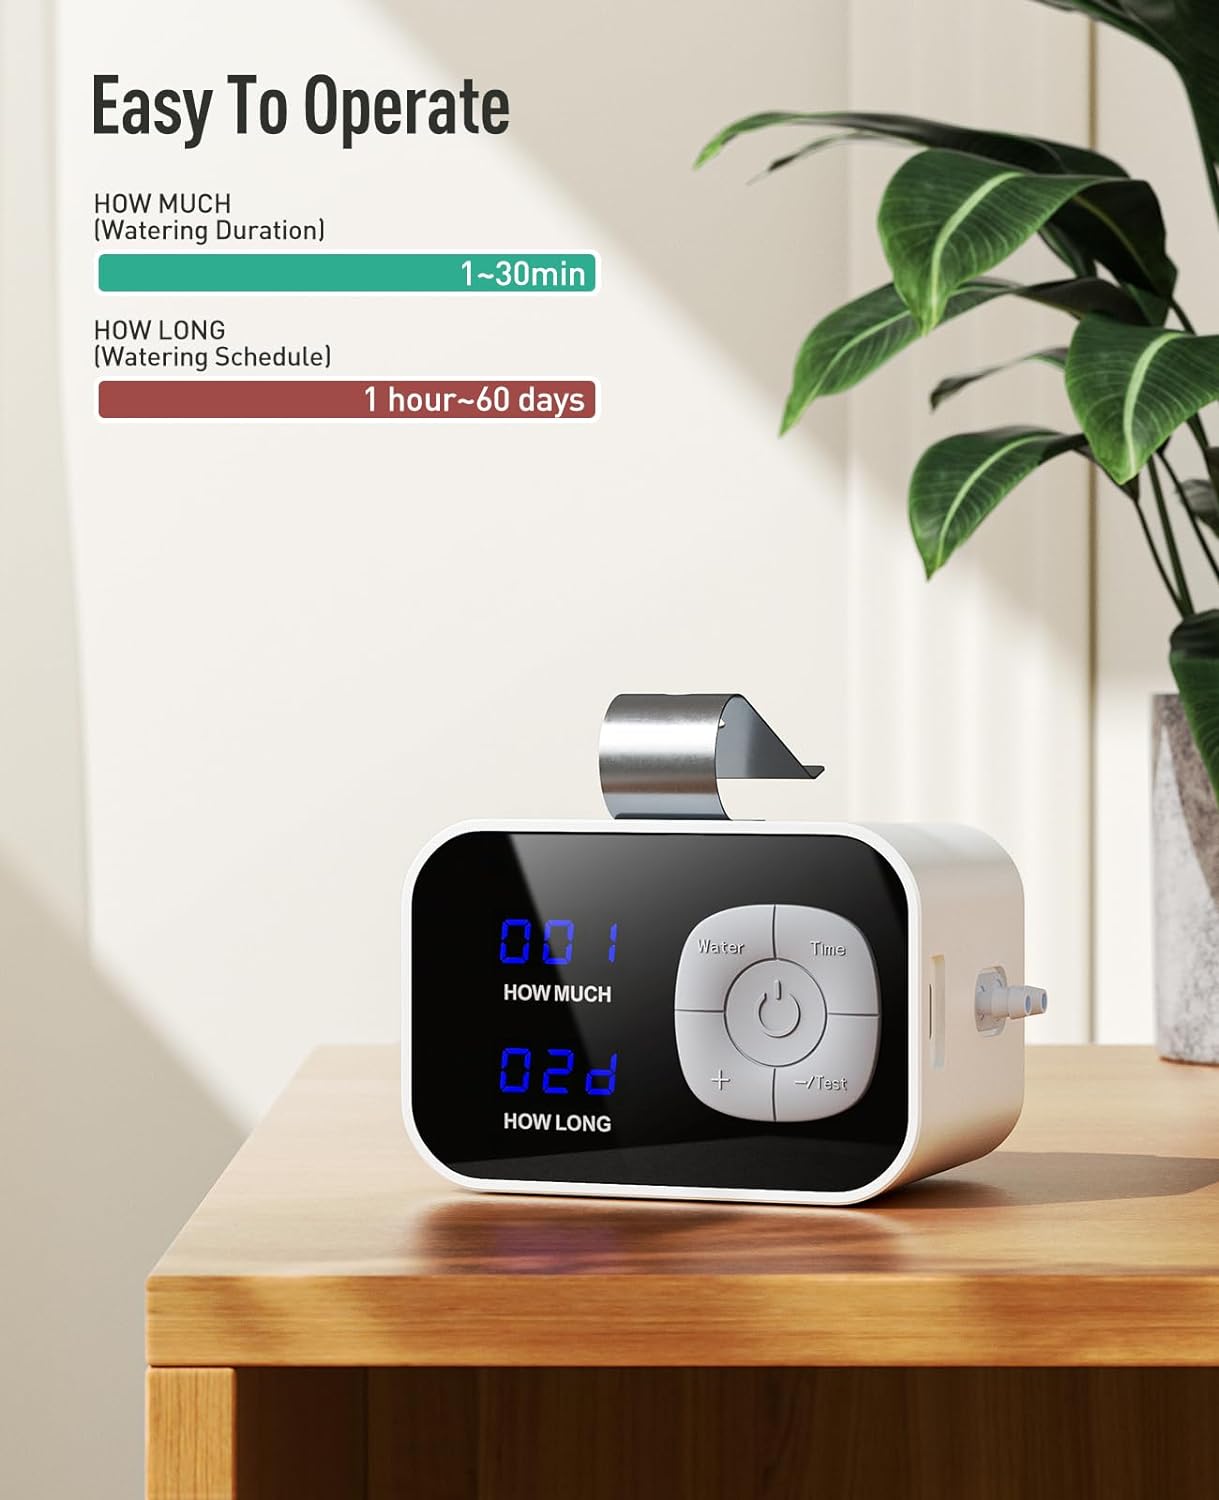 Easy To Operate
HOW MUCH
(Watering Duration)
1~30min
HOW LONG
(Watering Schedule)
1 hour~60 days
001
HOW MUCH
02d
HOW LONG
Water
Time
+
−/Test